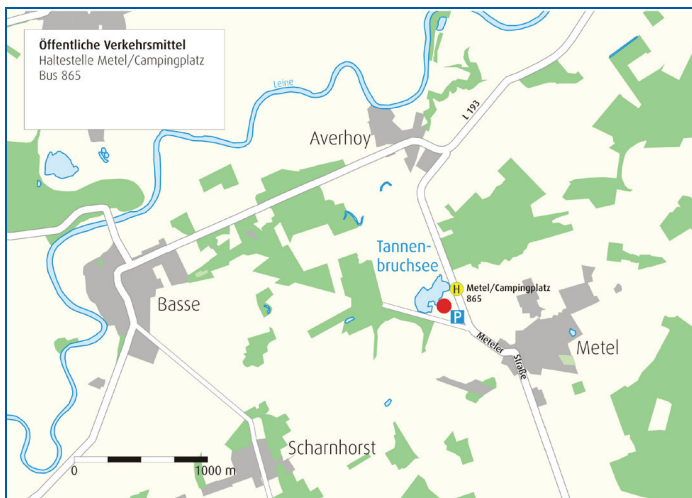 Öffentliche Verkehrsmittel
Haltestelle Metel/Campingplatz
Bus 865
Leine
L 193
Averhoy
Tannen-
bruchsee
H
Metel/Campingplatz
865
P
Basse
Meteler
Straße
Metel
Scharnhorst
0
1000 m